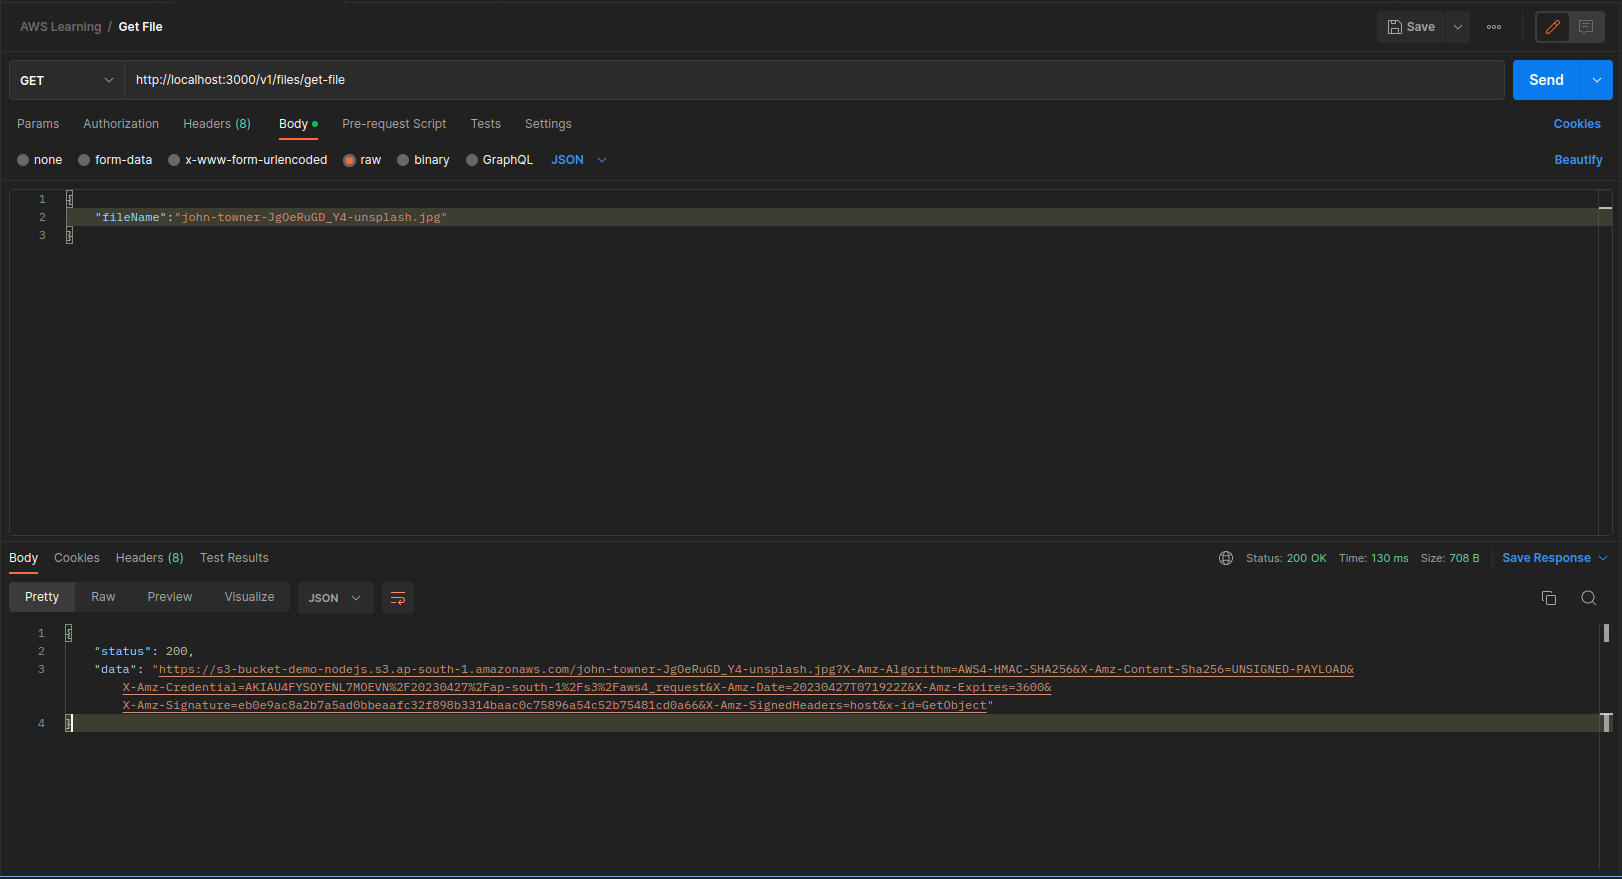 AWS Learning / Get File
Save
GET
http://localhost:3000/v1/files/get-file
Send
Params Authorization Headers (8) Body Pre-request Script Tests Settings Cookies
none form-data x-www-form-urlencoded raw binary GraphQL JSON Beautify
1 {
2 "fileName":"john-towner-JgOeRuGD_Y4-unsplash.jpg"
3 }
Body Cookies Headers (8) Test Results Status: 200 OK Time: 130 ms Size: 708 B Save Response
Pretty Raw Preview Visualize JSON
1 {
2 "status": 200,
3 "data": "https://s3-bucket-demo-nodejs.s3.ap-south-1.amazonaws.com/john-towner-JgOeRuGD_Y4-unsplash.jpg?X-Amz-Algorithm=AWS4-HMAC-SHA256&X-Amz-Content-Sha256=UNSIGNED-PAYLOAD&
X-Amz-Credential=AKIAU4FYSOYENL7MOEVN%2F20230427%2Fap-south-1%2Fs3%2Faws4_request&X-Amz-Date=20230427T071922Z&X-Amz-Expires=3600&
X-Amz-Signature=eb0e9ac8a2b7a5ad0bbeaafc32f898b3314baac0c75896a54c52b75481cd0a66&X-Amz-SignedHeaders=host&x-id=GetObject"
4 }